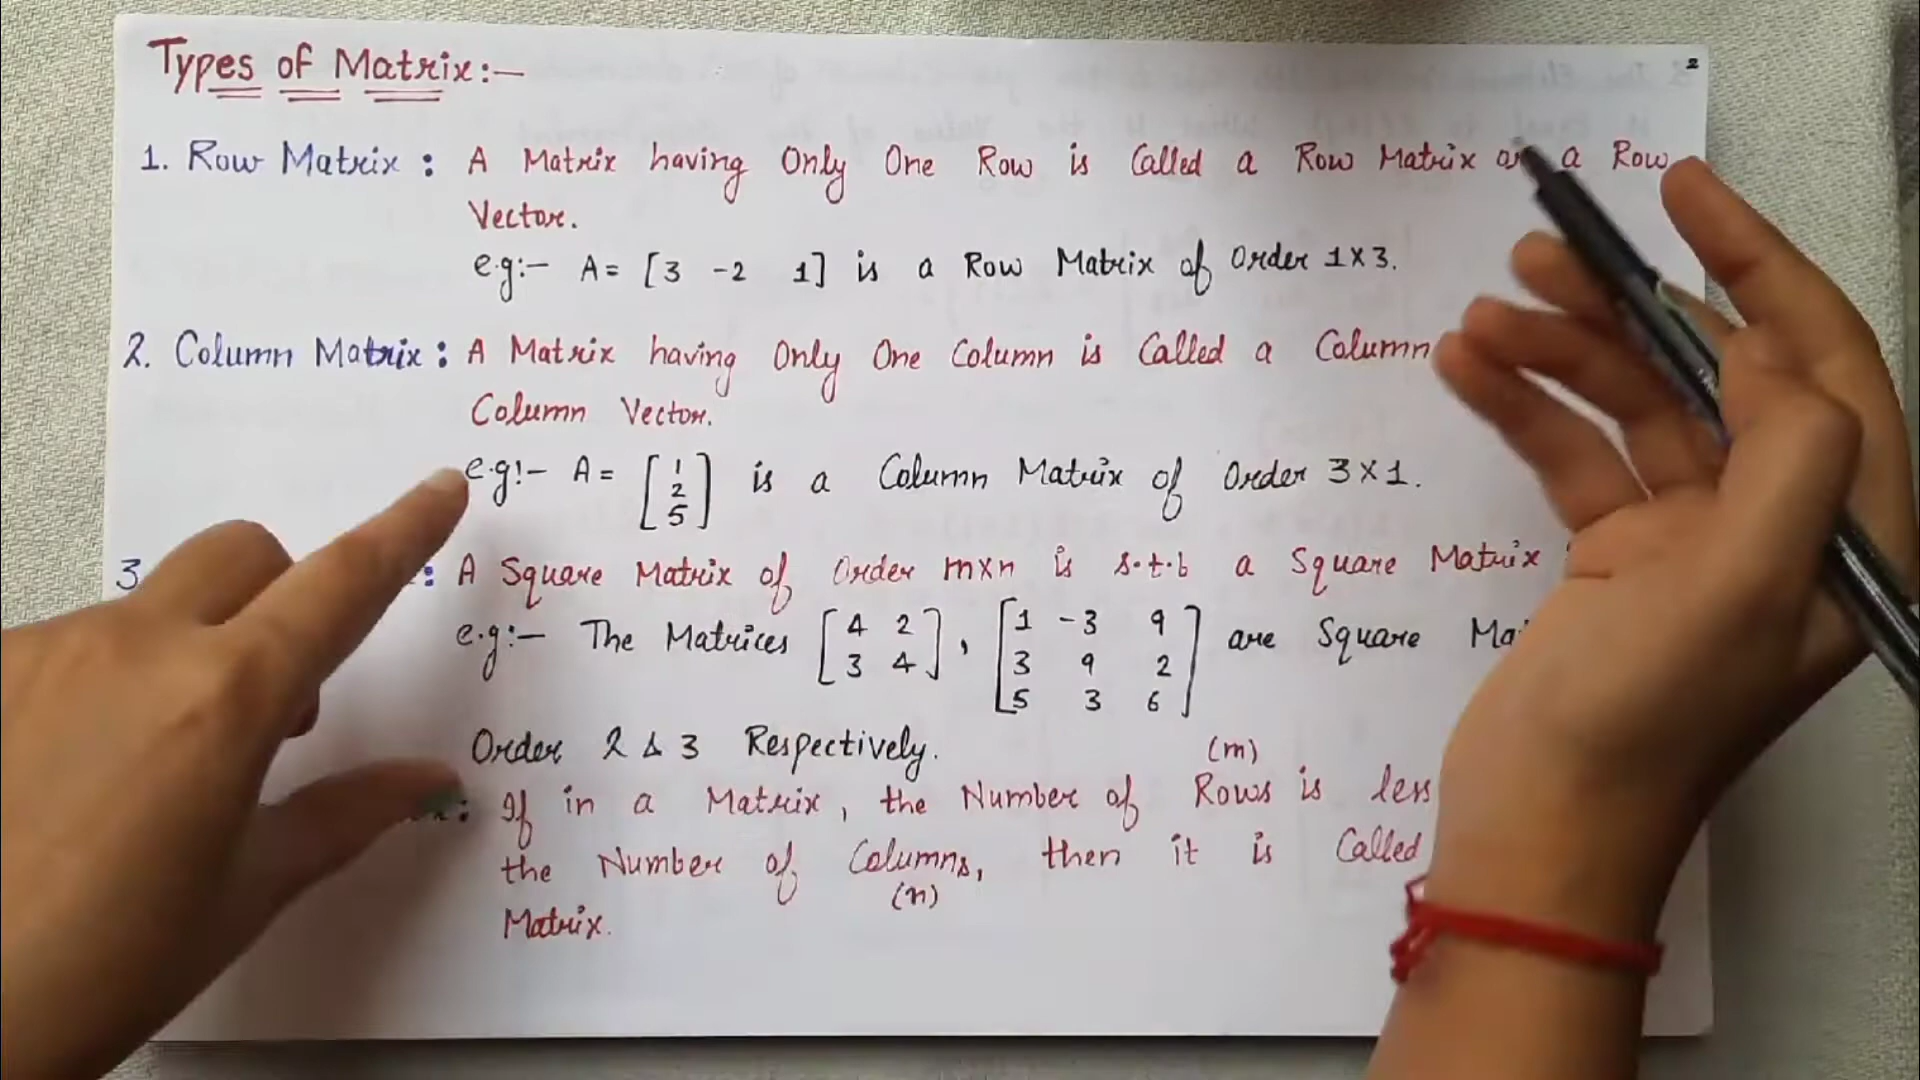 Types of Matrix:-
2
1. Row Matrix : A Matrix having Only One Row is Called a Row Matrix or a Row
Vector.
e.g:- A = [3 -2 1] is a Row Matrix of Order 1×3.
2. Column Matrix : A Matrix having Only One Column is Called a Column
Column Vector.
e.g:- A = [1 2 5] is a Column Matrix of Order 3×1.
3 : A Square Matrix of Order m×n is s.t.b a Square Matrix
e.g:- The Matrices [4 2 , [1 -3 9 are Square
3 4] 3 9 2
5 3 6]
Order 2 & 3 Respectively.
(m)
: If in a Matrix, the Number of Rows is less
the Number of Columns, then it is Called
(n)
Matrix.